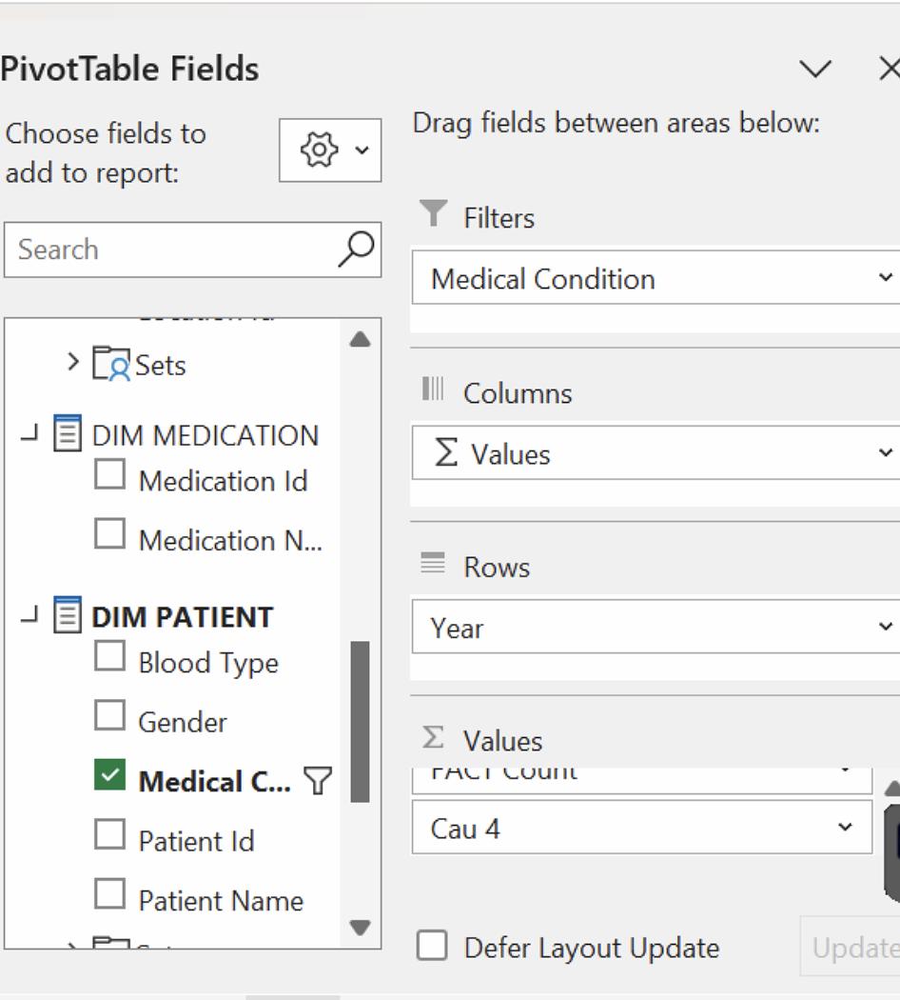 PivotTable Fields
Choose fields to
add to report:
Search
Sets
DIM MEDICATION
Medication Id
Medication N...
DIM PATIENT
Blood Type
Gender
Medical C...
Patient Id
Patient Name
Drag fields between areas below:
Filters
Medical Condition
Columns
Σ Values
Rows
Year
Σ Values
FACT Count
Cau 4
Defer Layout Update
Update